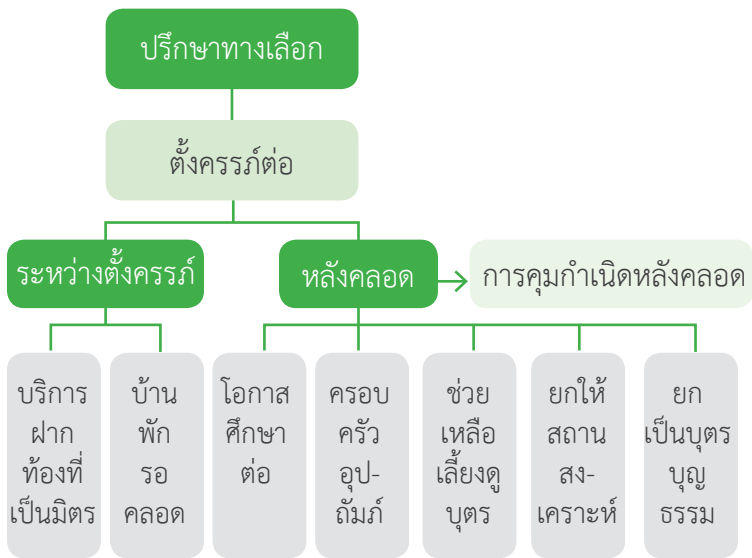 ปรึกษาทางเลือก
ตั้งครรภ์ต่อ
ระหว่างตั้งครรภ์
หลังคลอด
การคุมกำเนิดหลังคลอด
บริการ
ฝาก
ท้องที่
เป็นมิตร
บ้าน
พัก
รอ
คลอด
โอกาส
ศึกษา
ต่อ
ครอบ
ครัว
อุป-
ถัมภ์
ช่วย
เหลือ
เลี้ยงดู
บุตร
ยกให้
สถาน
สง-
เคราะห์
ยก
เป็นบุตร
บุญ
ธรรม